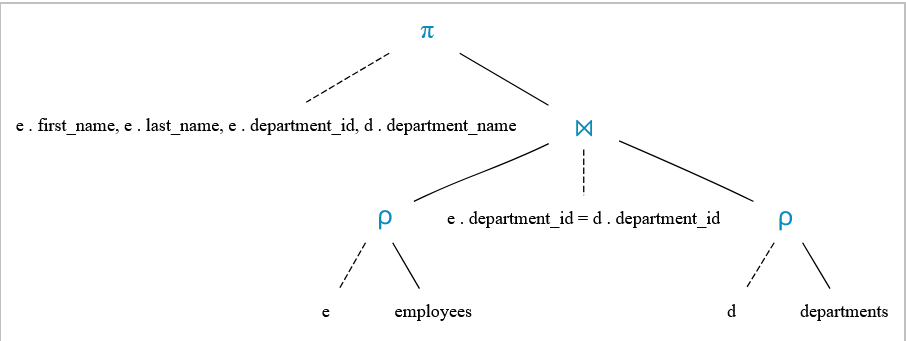 π
e . first_name, e . last_name, e . department_id, d . department_name
⋈
ρ
e . department_id = d . department_id
ρ
e
employees
d
departments